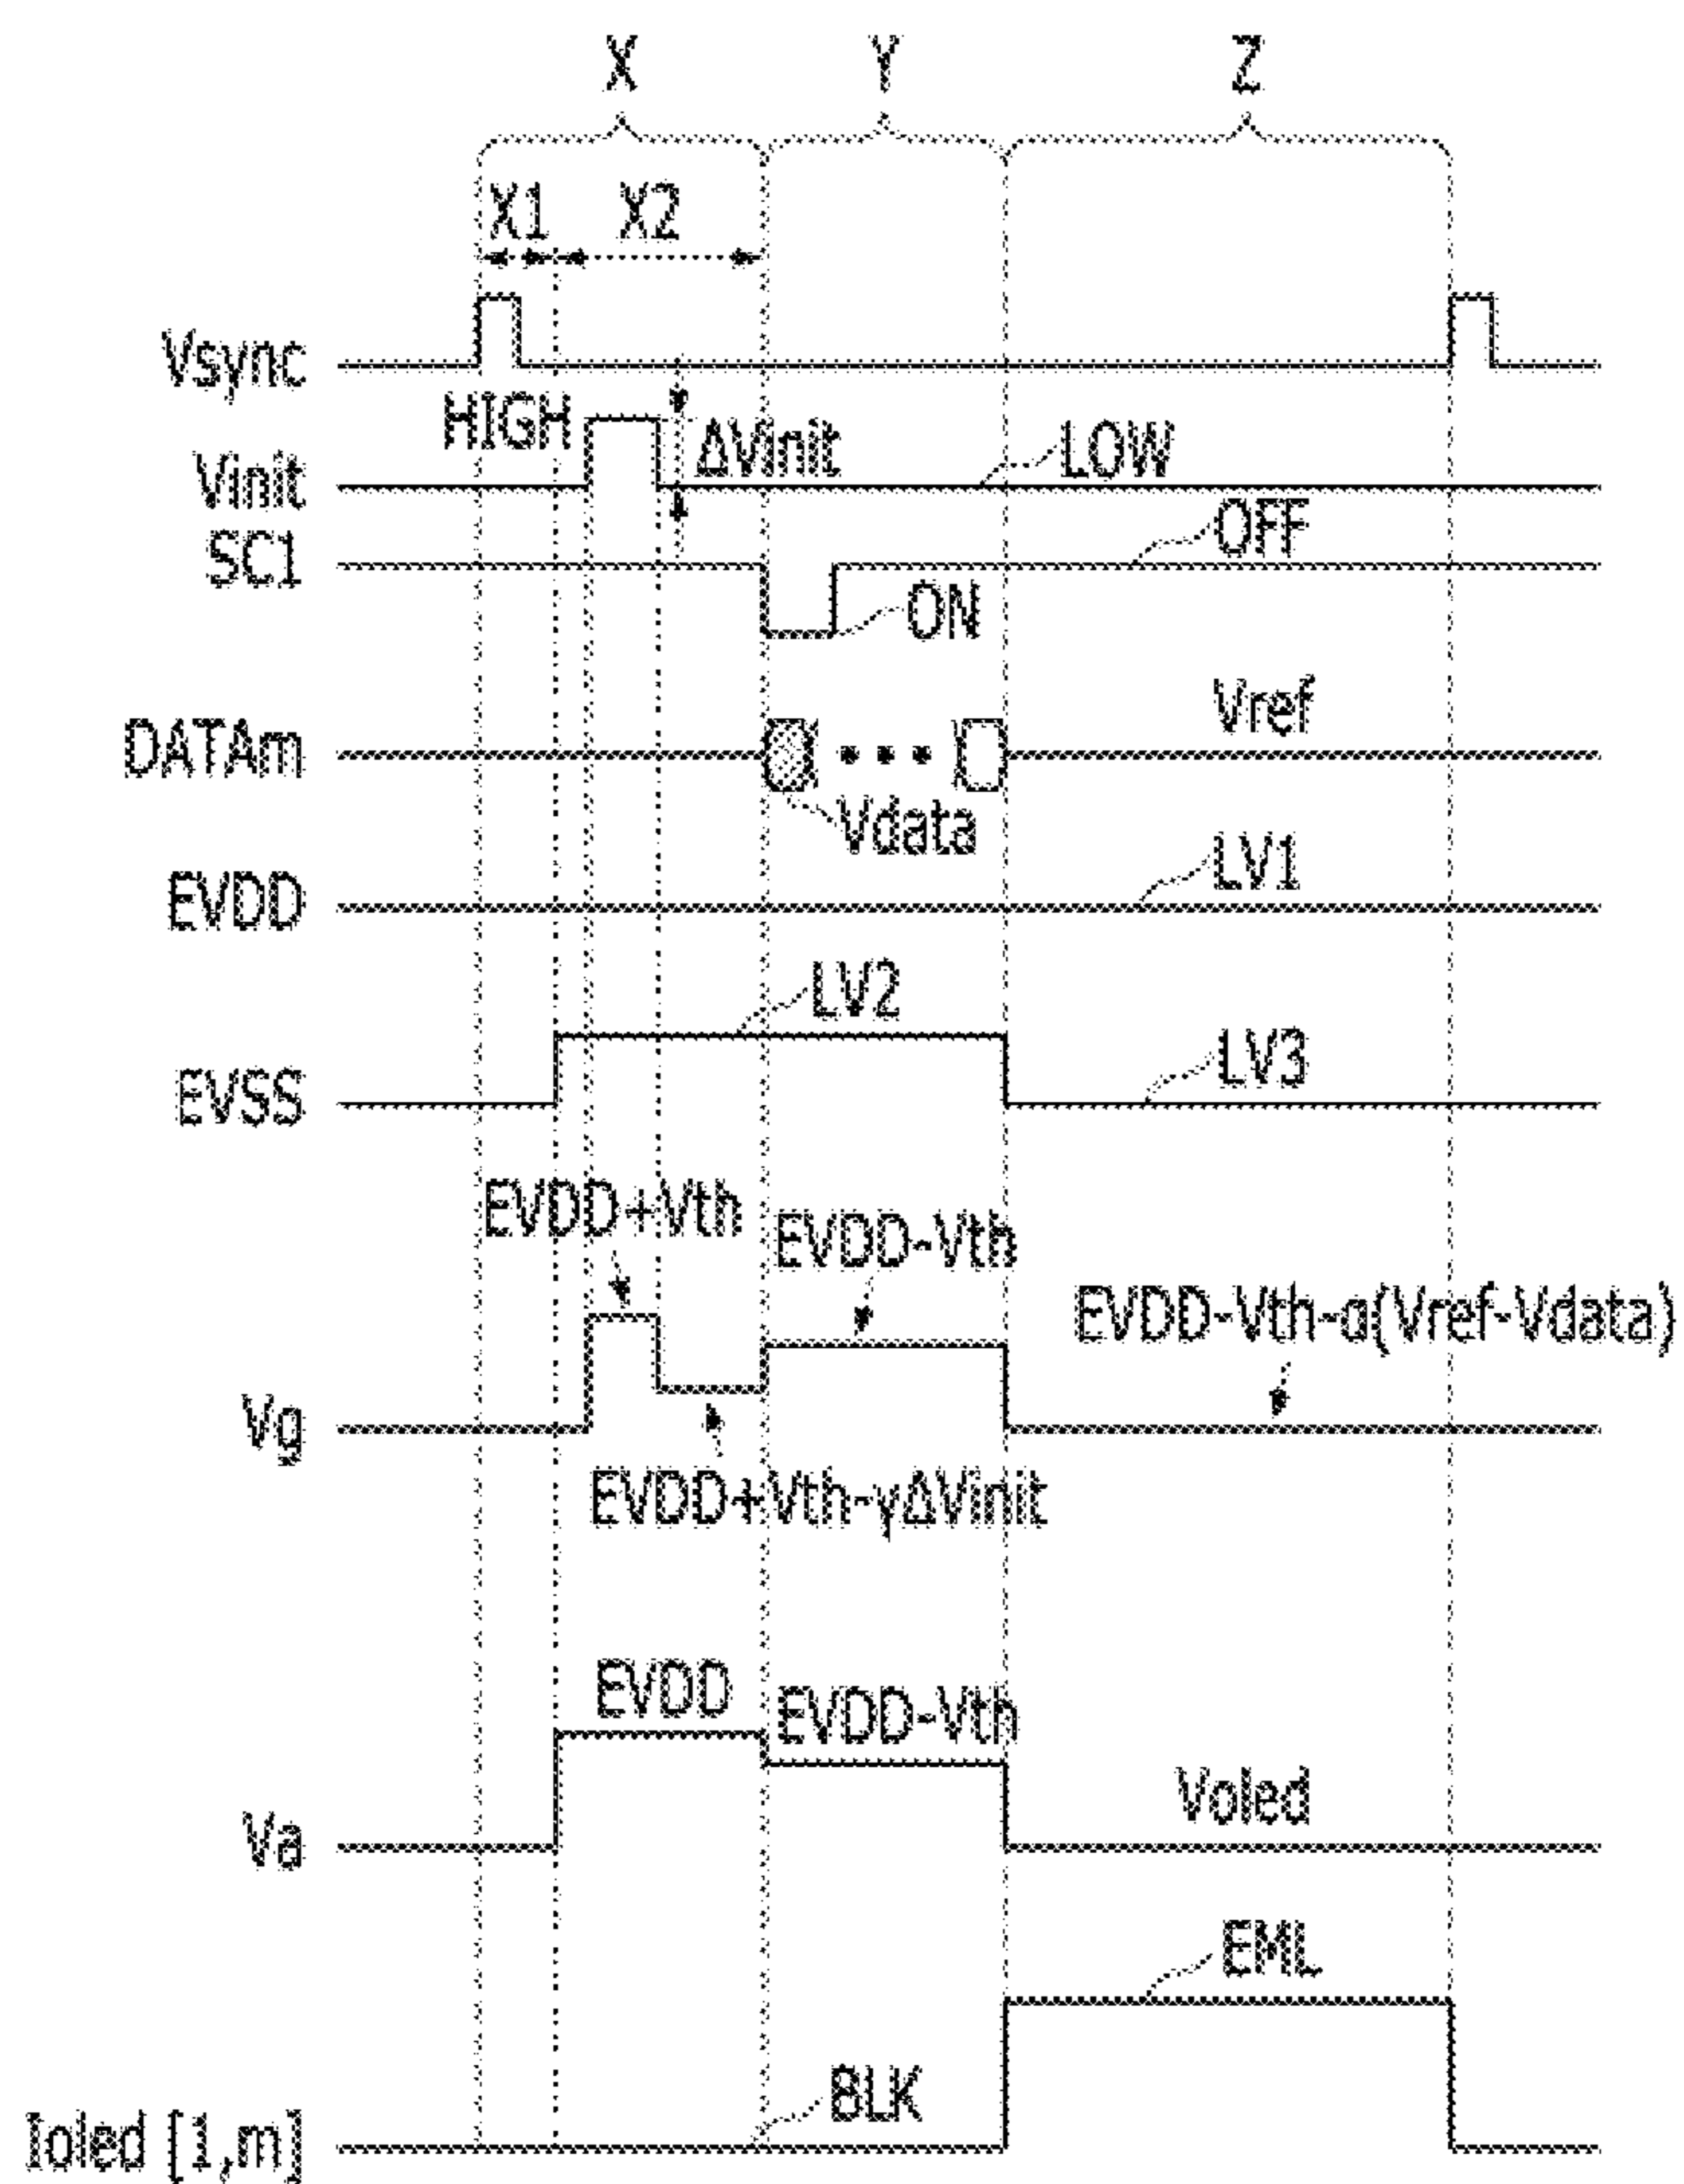 X Y Z
X1 X2
Vsync
HIGH
ΔVinit
LOW
Vinit
OFF
SC1
ON
Vref
DATAm
Vdata
LV1
EVDD
LV2
LV3
EVSS
EVDD+Vth
EVDD-Vth
EVDD-Vth-α(Vref-Vdata)
Vg
EVDD+Vth-γΔVinit
EVDD
EVDD-Vth
Voled
Va
EML
BLK
Ioled [1,m]